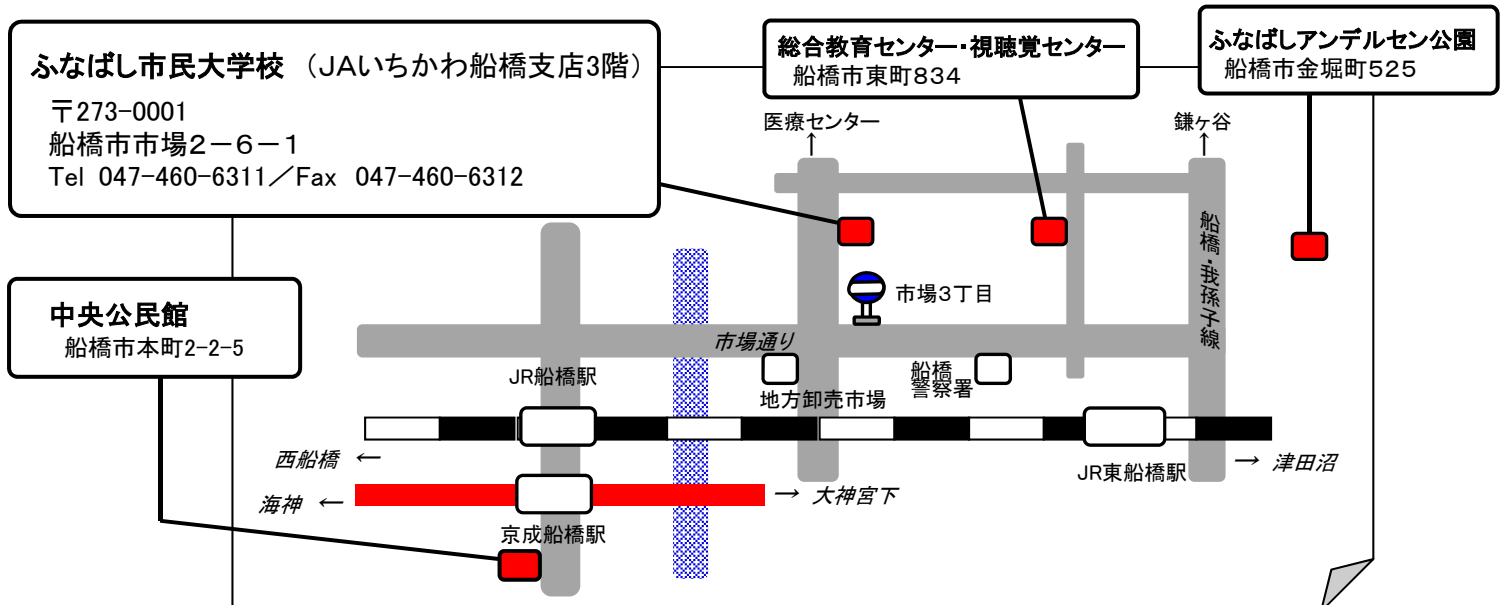 ふなばし市民大学校 （JAいちかわ船橋支店3階）
〒273-0001
船橋市市場２－６－１
Tel 047-460-6311／Fax 047-460-6312
総合教育センター・視聴覚センター
船橋市東町834
ふなばしアンデルセン公園
船橋市金堀町525
医療センター
↑
鎌ヶ谷
↑
船橋・我孫子線
市場3丁目
中央公民館
船橋市本町2-2-5
市場通り
JR船橋駅
地方卸売市場
船橋
警察署
西船橋 ←
JR東船橋駅
→ 津田沼
海神 ←
→ 大神宮下
京成船橋駅